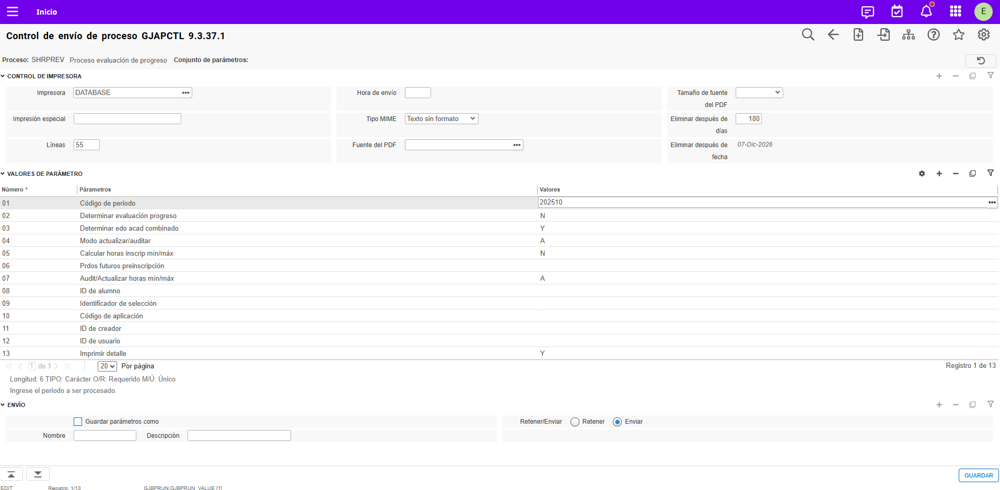 Inicio
E
Control de envío de proceso GJAPCTL 9.3.37.1
Proceso: SHRPREV Proceso evaluación de progreso Conjunto de parámetros:
CONTROL DE IMPRESORA
Impresora DATABASE ••• Hora de envío Tamaño de fuente del PDF
Impresión especial Tipo MIME Texto sin formato Eliminar después de días 180
Líneas 55 Fuente del PDF ••• Eliminar después de fecha 07-Dic-2026
VALORES DE PARÁMETRO
Número * Párametros Valores
01 Código de periodo 202510 •••
02 Determinar evaluación progreso N
03 Determinar edo acad combinado Y
04 Modo actualizar/auditar A
05 Calcular horas inscrip mín/máx N
06 Prdos futuros preinscripción
07 Audit/Actualizar horas mín/máx A
08 ID de alumno
09 Identificador de selección
10 Código de aplicación
11 ID de creador
12 ID de usuario
13 Imprimir detalle Y
1 de 1 20 Por página Registro 1 de 13
Longitud: 6 TIPO: Carácter O/R: Requerido M/Ú: Único
Ingrese el periodo a ser procesado.
ENVÍO
Guardar parámetros como Retener/Enviar Retener Enviar
Nombre Descripción
GUARDAR
EDIT Registro: 1/13 GJBPRUN.GJBPRUN_VALUE [1]